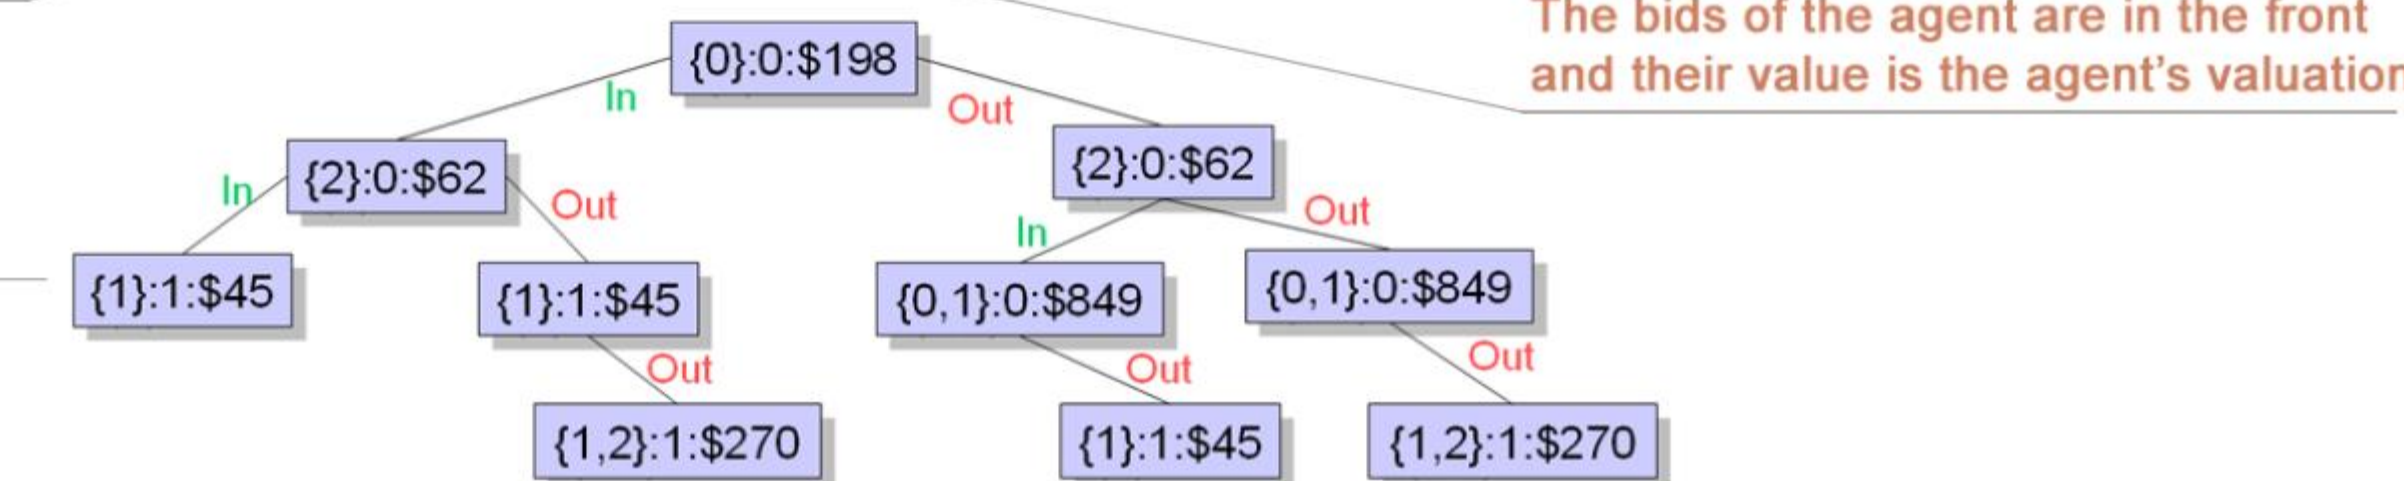 The bids of the agent are in the front
and their value is the agent's valuation
{0}:0:$198
In
Out
{2}:0:$62
{2}:0:$62
In
Out
In
Out
{1}:1:$45
{1}:1:$45
{0,1}:0:$849
{0,1}:0:$849
Out
Out
Out
{1,2}:1:$270
{1}:1:$45
{1,2}:1:$270